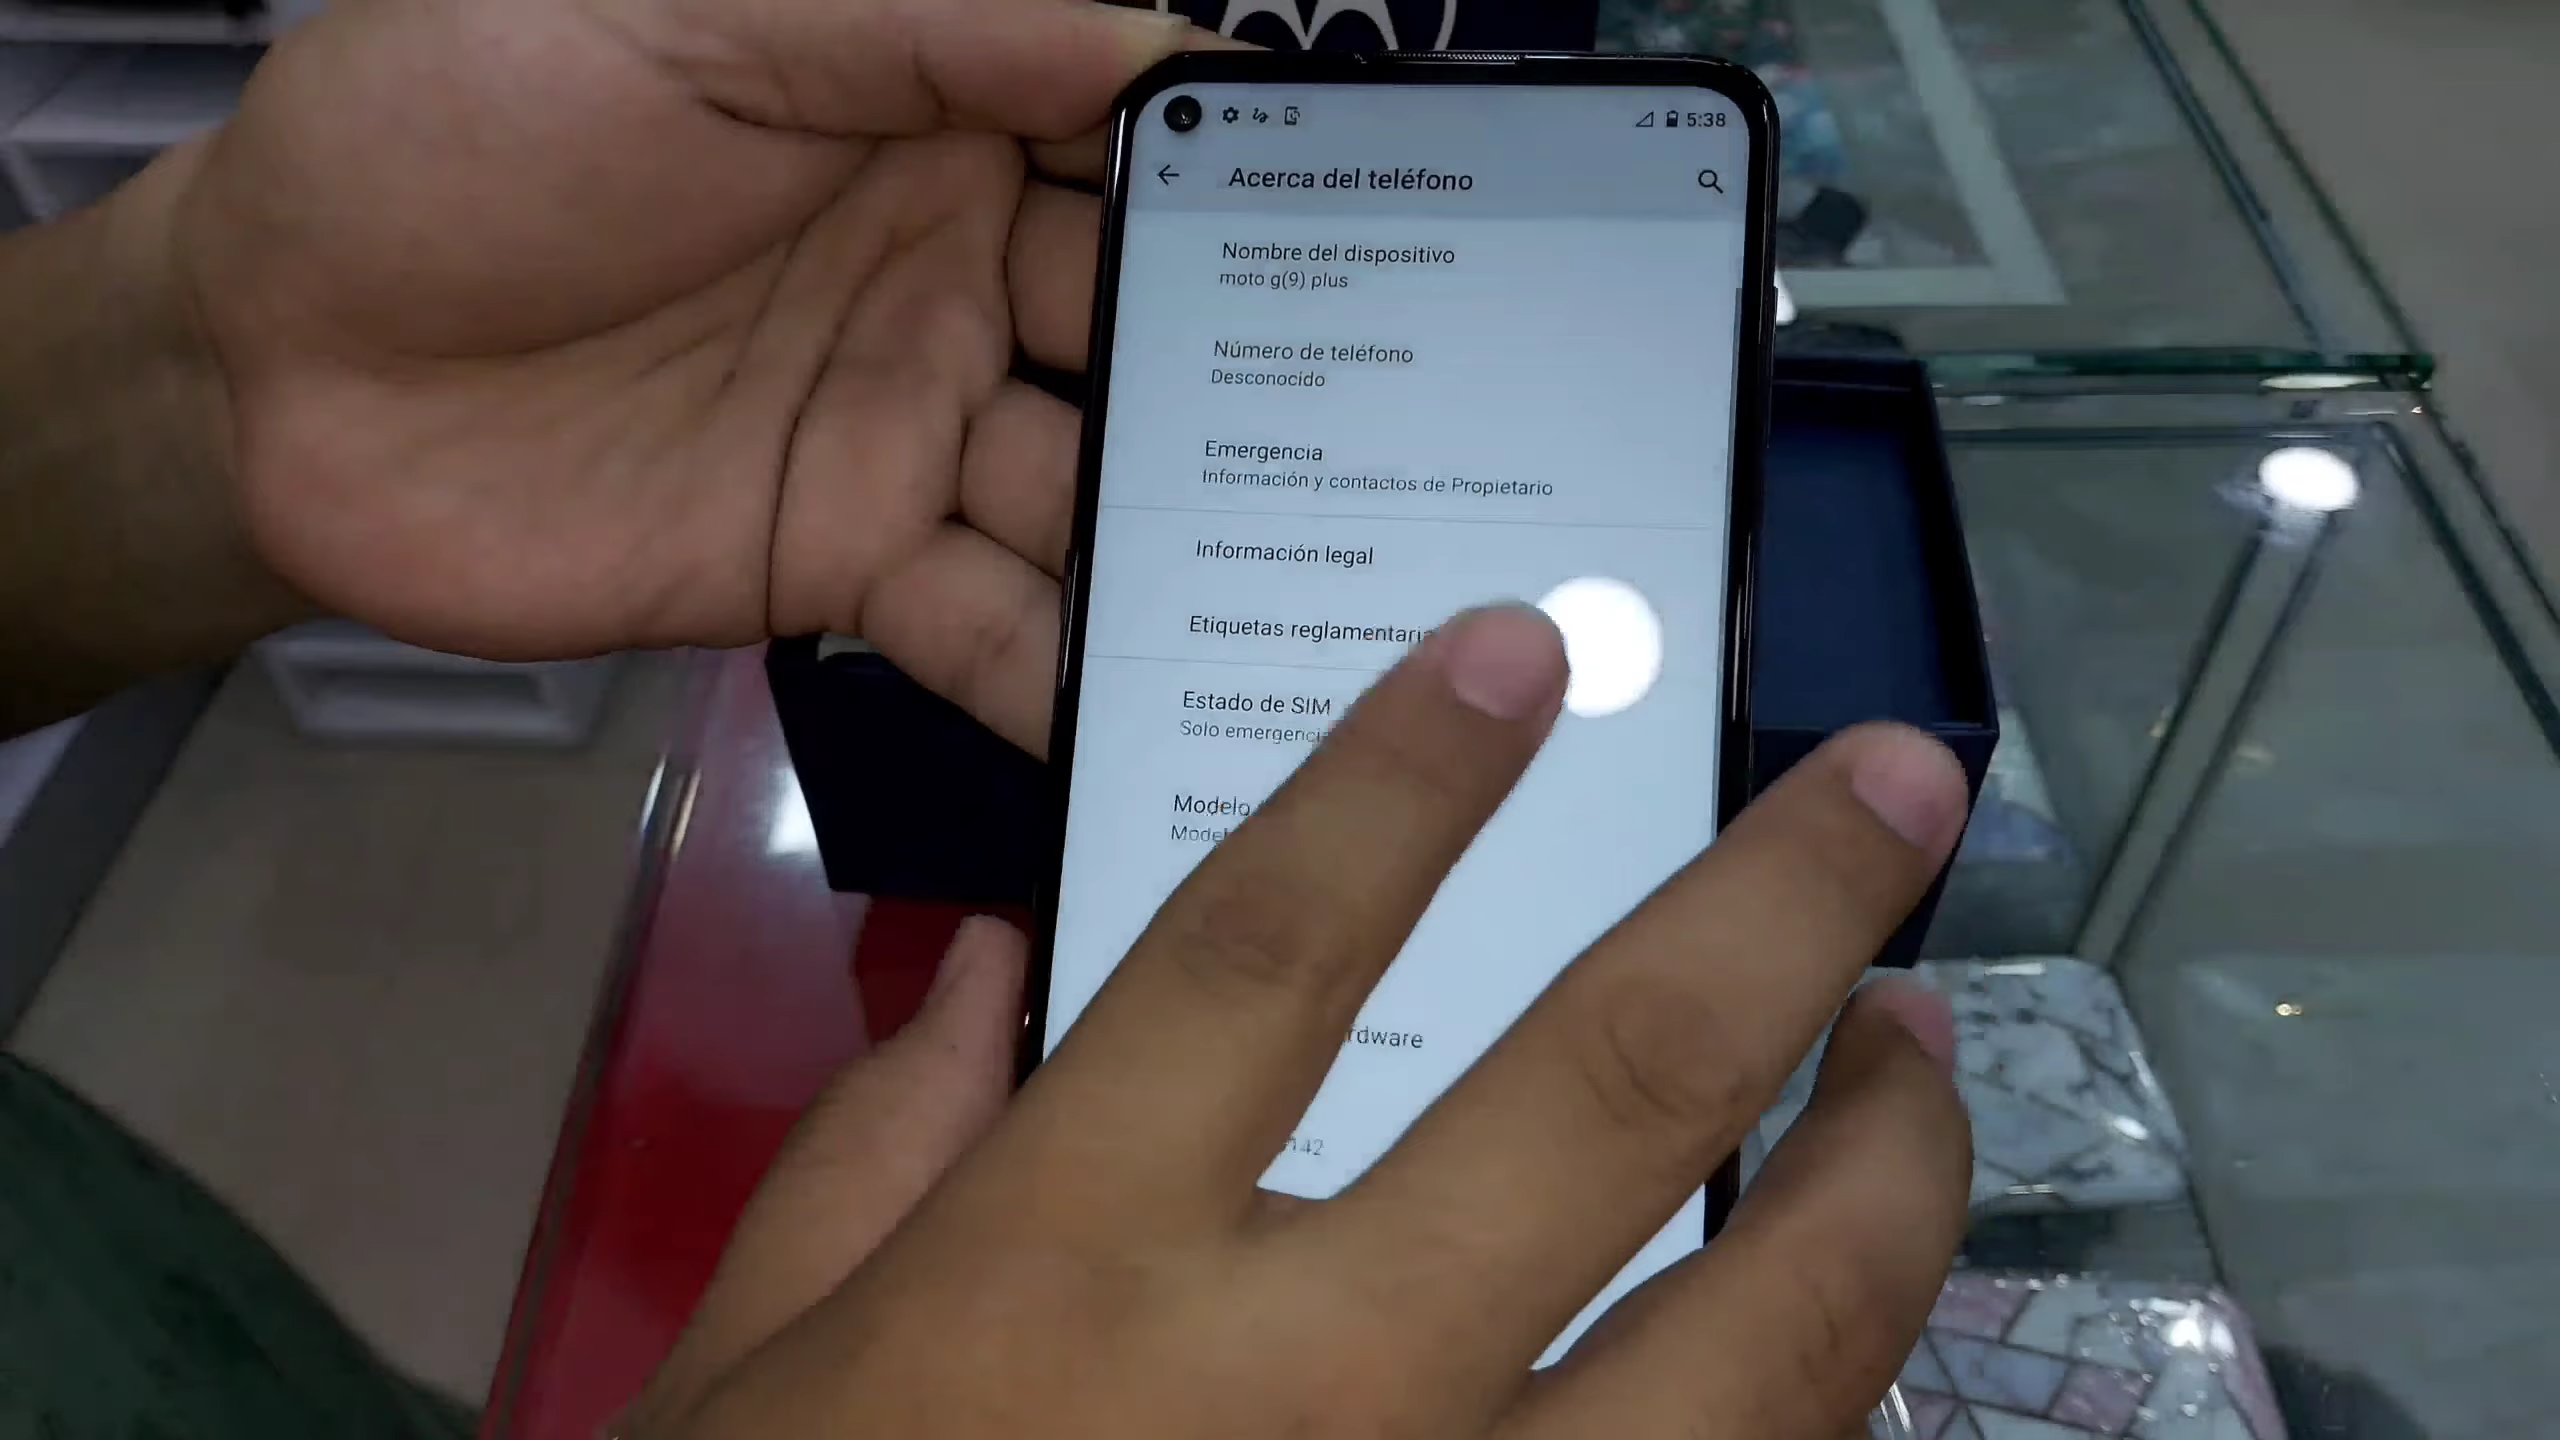 5:38
Acerca del teléfono
Nombre del dispositivo
moto g(9) plus
Número de teléfono
Desconocido
Emergencia
Información y contactos de Propietario
Información legal
Etiquetas
Estado de SIM
Solo
Modelo